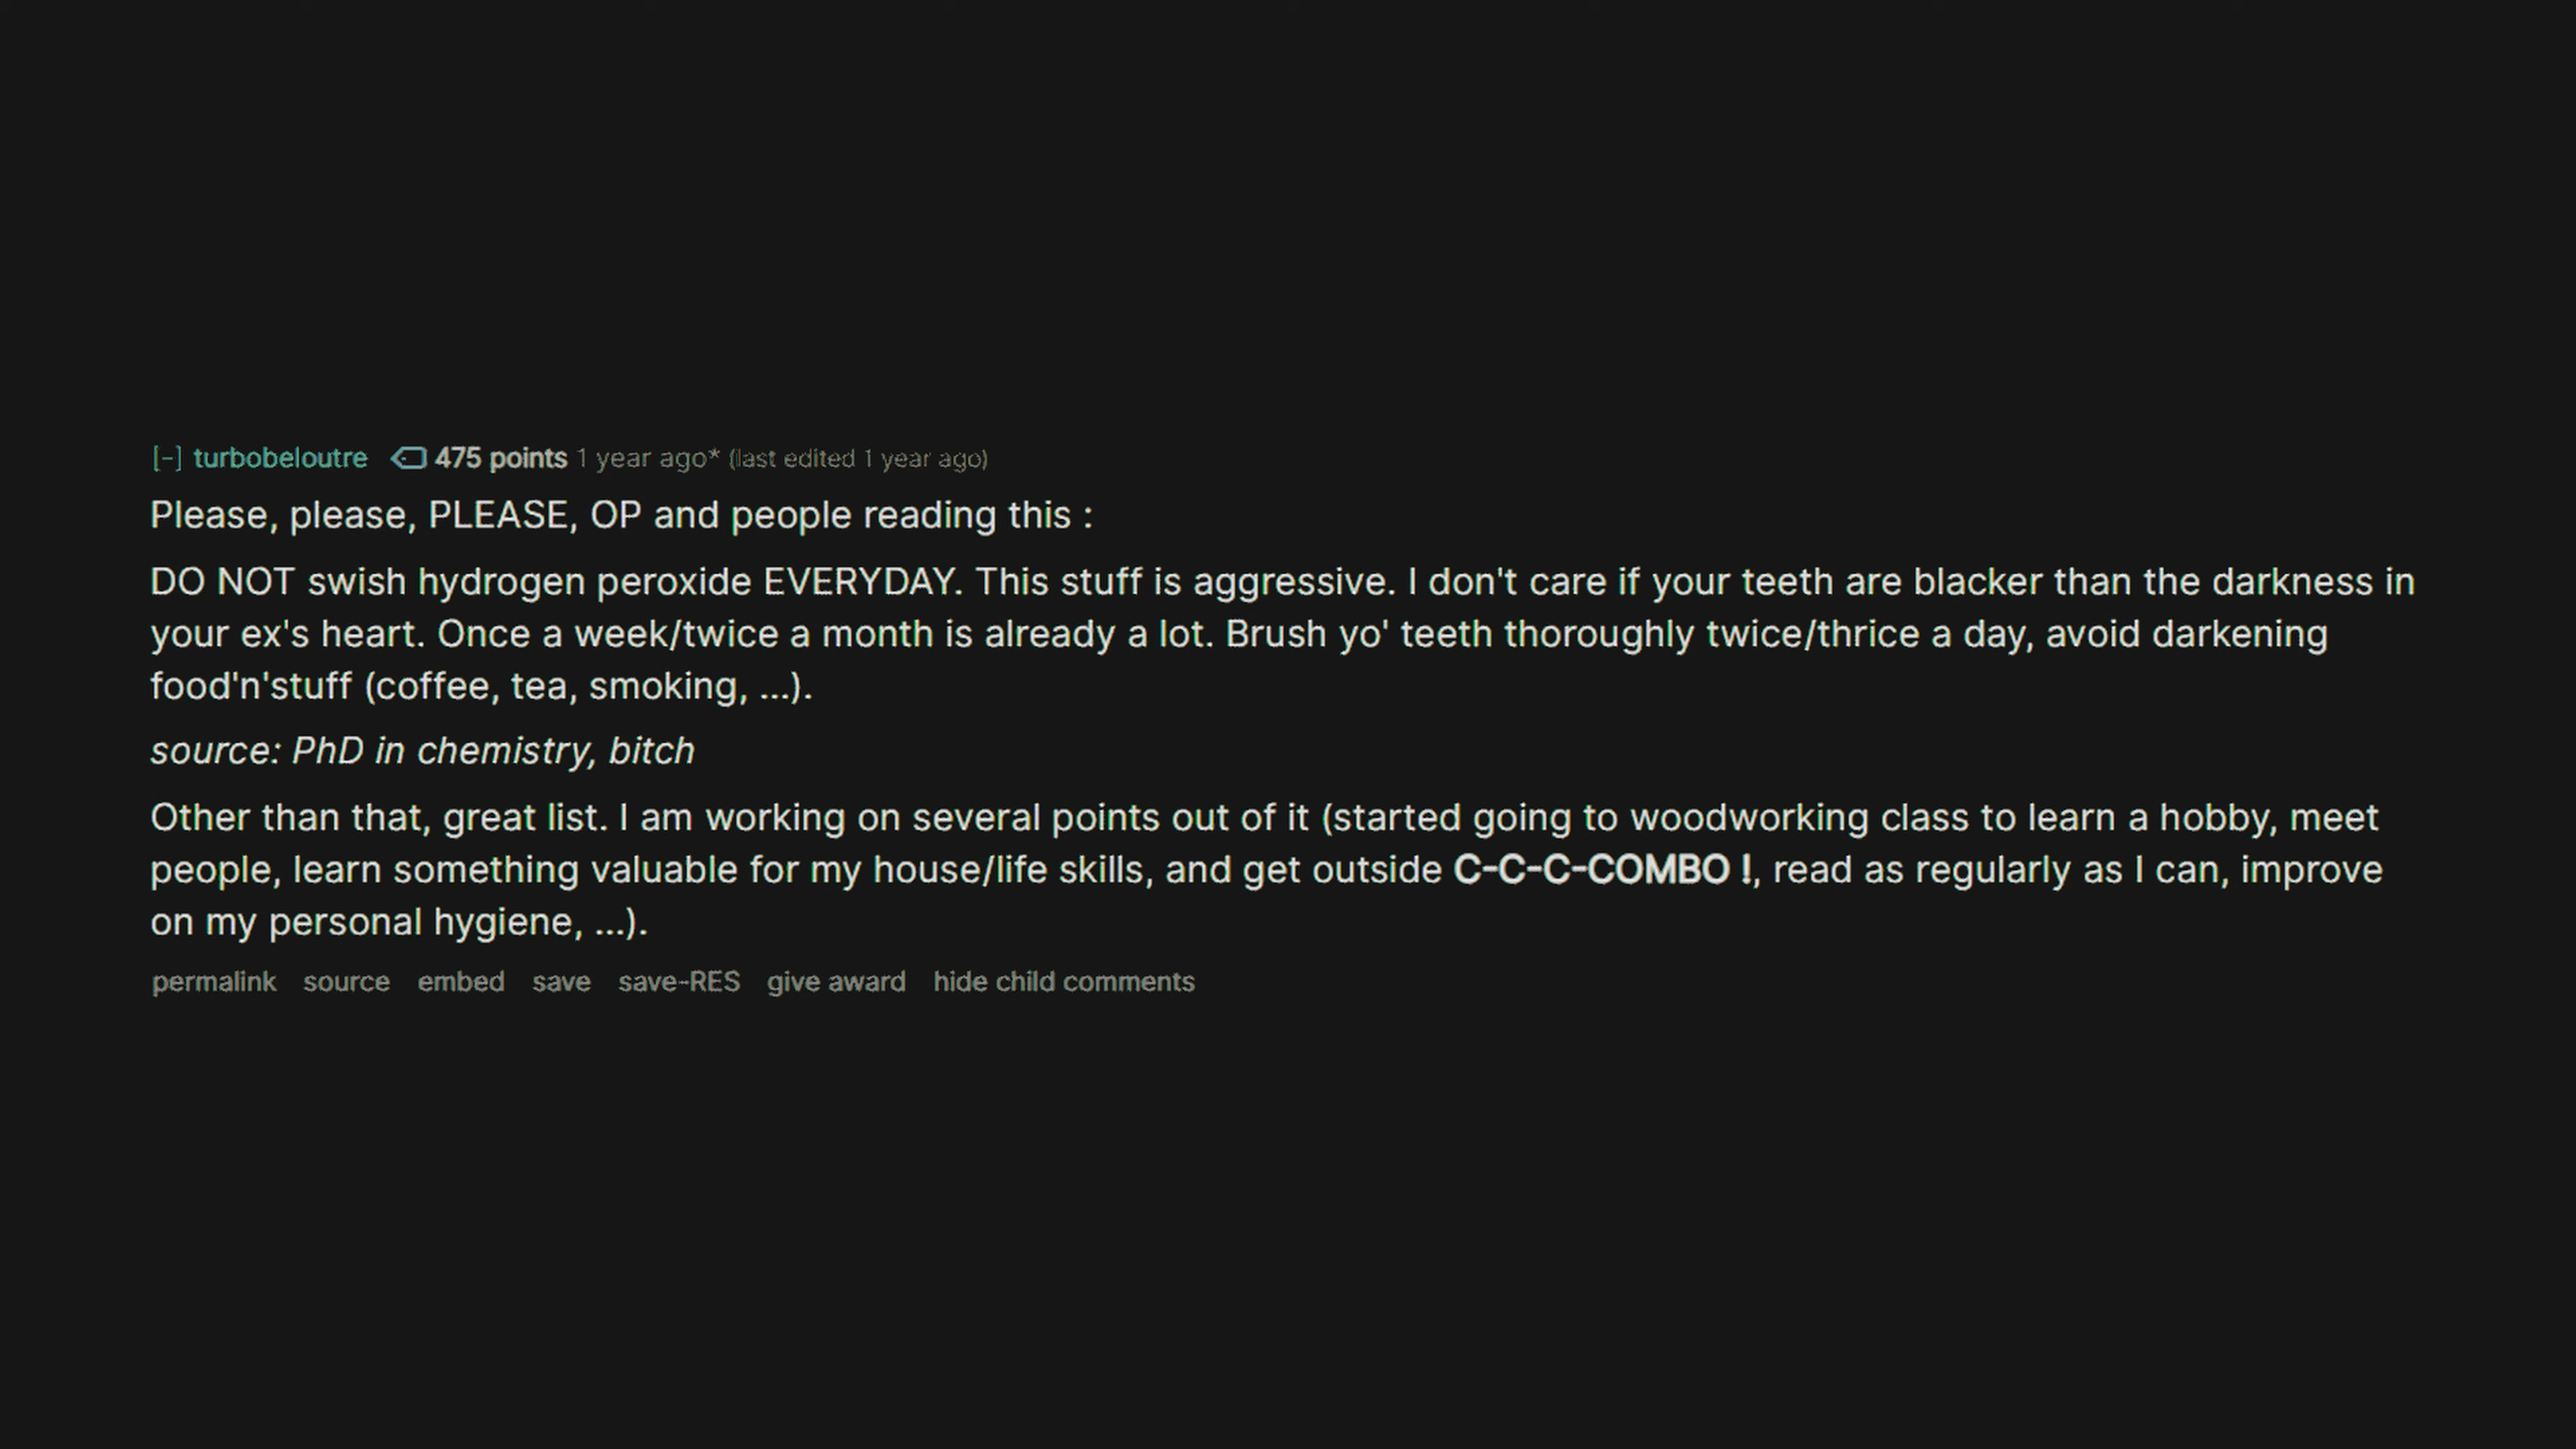 [-] turbobeloutre 475 points 1 year ago* (last edited 1 year ago)
Please, please, PLEASE, OP and people reading this :
DO NOT swish hydrogen peroxide EVERYDAY. This stuff is aggressive. I don't care if your teeth are blacker than the darkness in
your ex's heart. Once a week/twice a month is already a lot. Brush yo' teeth thoroughly twice/thrice a day, avoid darkening
food'n'stuff (coffee, tea, smoking, ...).
source: PhD in chemistry, bitch
Other than that, great list. I am working on several points out of it (started going to woodworking class to learn a hobby, meet
people, learn something valuable for my house/life skills, and get outside C-C-C-COMBO !, read as regularly as I can, improve
on my personal hygiene, ...).
permalink source embed save save-RES give award hide child comments